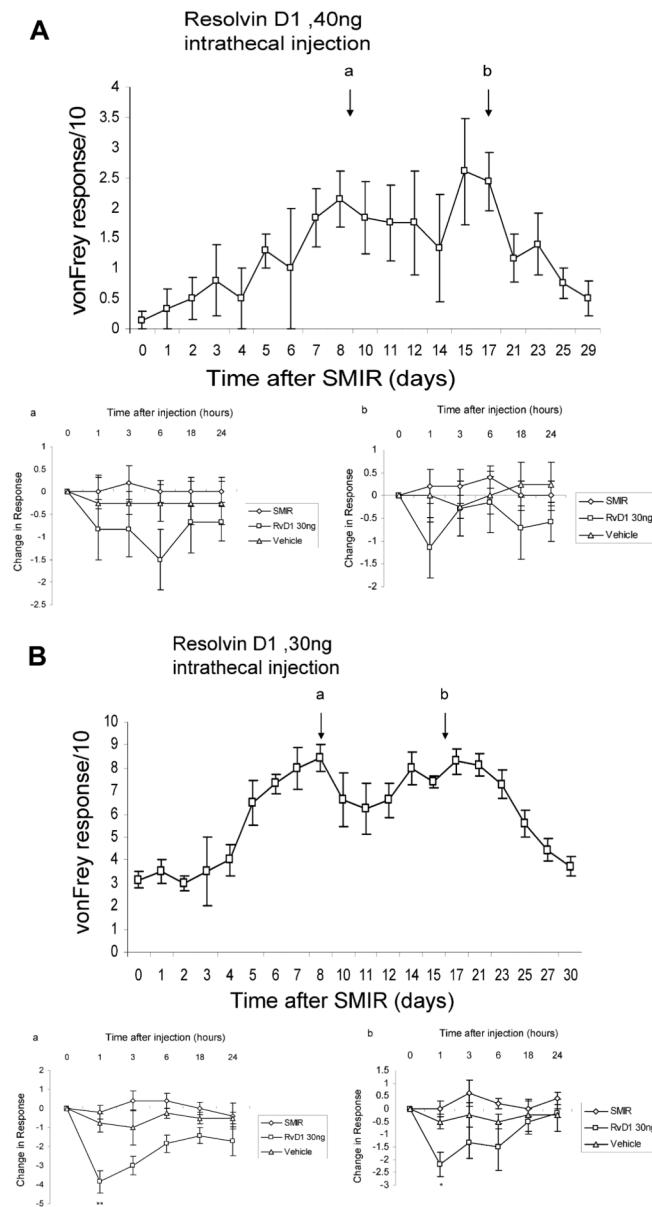 A
Resolvin D1 ,40ng
intrathecal injection
a
b
vonFrey response/10
4
3.5
3
2.5
2
1.5
1
0.5
0
0 1 2 3 4 5 6 7 8 10 11 12 14 15 17 21 23 25 29
Time after SMIR (days)
a
Time after injection (hours)
0 1 3 6 18 24
Change in Response
1
0.5
0
-0.5
-1
-1.5
-2
-2.5
SMIR
RvD1 30ng
Vehicle
b
Time after injection (hours)
0 1 3 6 18 24
Change in Response
1
0.5
0
-0.5
-1
-1.5
-2
SMIR
RvD1 30ng
Vehicle
B
Resolvin D1 ,30ng
intrathecal injection
a
b
vonFrey response/10
10
9
8
7
6
5
4
3
2
1
0
0 1 2 3 4 5 6 7 8 10 11 12 14 15 17 21 23 25 27 30
Time after SMIR (days)
a
Time after injection (hours)
0 1 3 6 18 24
Change in Response
2
1
0
-1
-2
-3
-4
-5
**
SMIR
RvD1 30ng
Vehicle
b
Time after injection (hours)
0 1 3 6 18 24
Change in Response
1.5
1
0.5
0
-0.5
-1
-1.5
-2
-2.5
-3
*
SMIR
RvD1 30ng
Vehicle